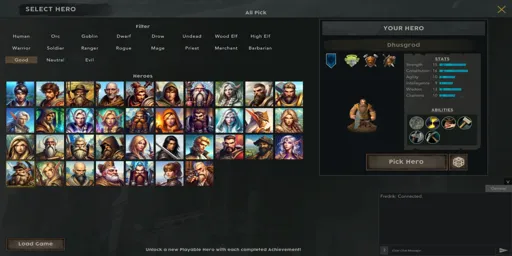 SELECT HERO
All Pick
Filter
Human Orc Goblin Dwarf Drow Undead Wood Elf High Elf
Warrior Soldier Ranger Rogue Mage Priest Merchant Barbarian
Good Neutral Evil
Heroes
YOUR HERO
Dhusgrod
STATS
Strength
Constitution
Agility
Intelligence
Wisdom
Charisma
ABILITIES
Pick Hero
Fredrik: Connected.
Load Game
Unlock a new Playable Hero with each completed Achievement!